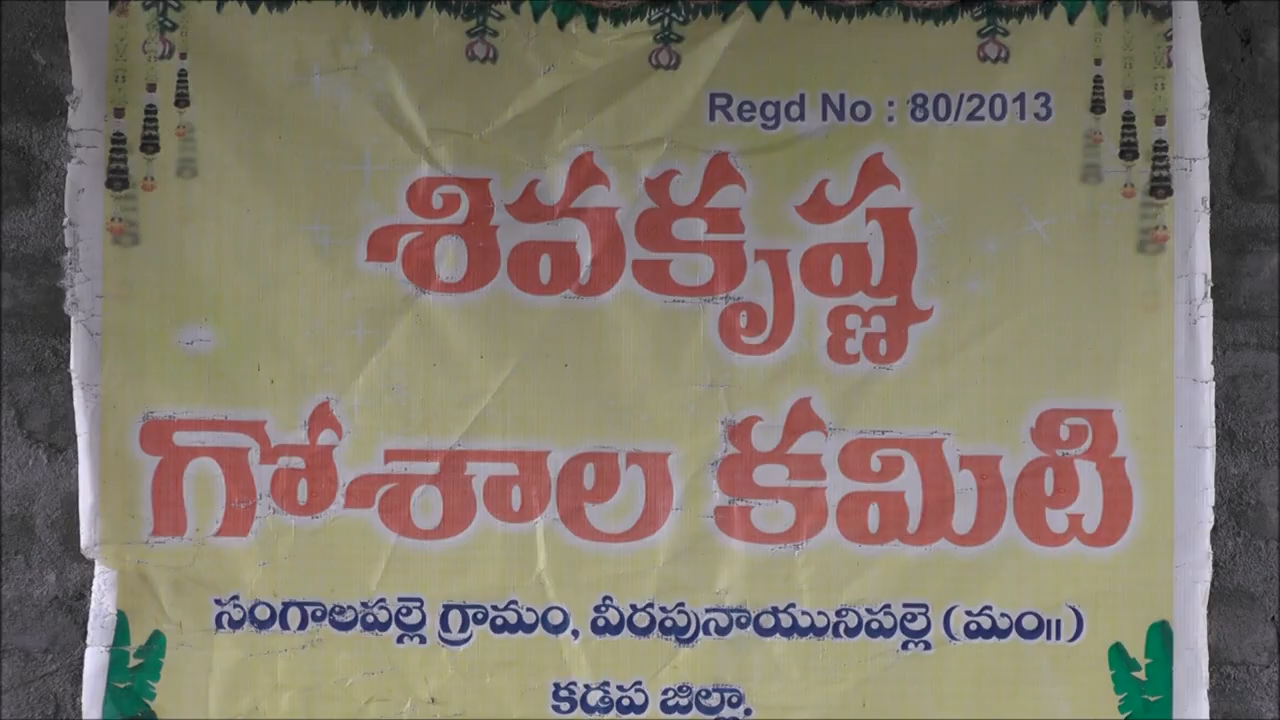 Regd No : 80/2013
శివకృష్ణ
గోశాల కమిటి
సంగాలపల్లె గ్రామం, వీరపునాయునిపల్లె (మం॥)
కడప జిల్లా.